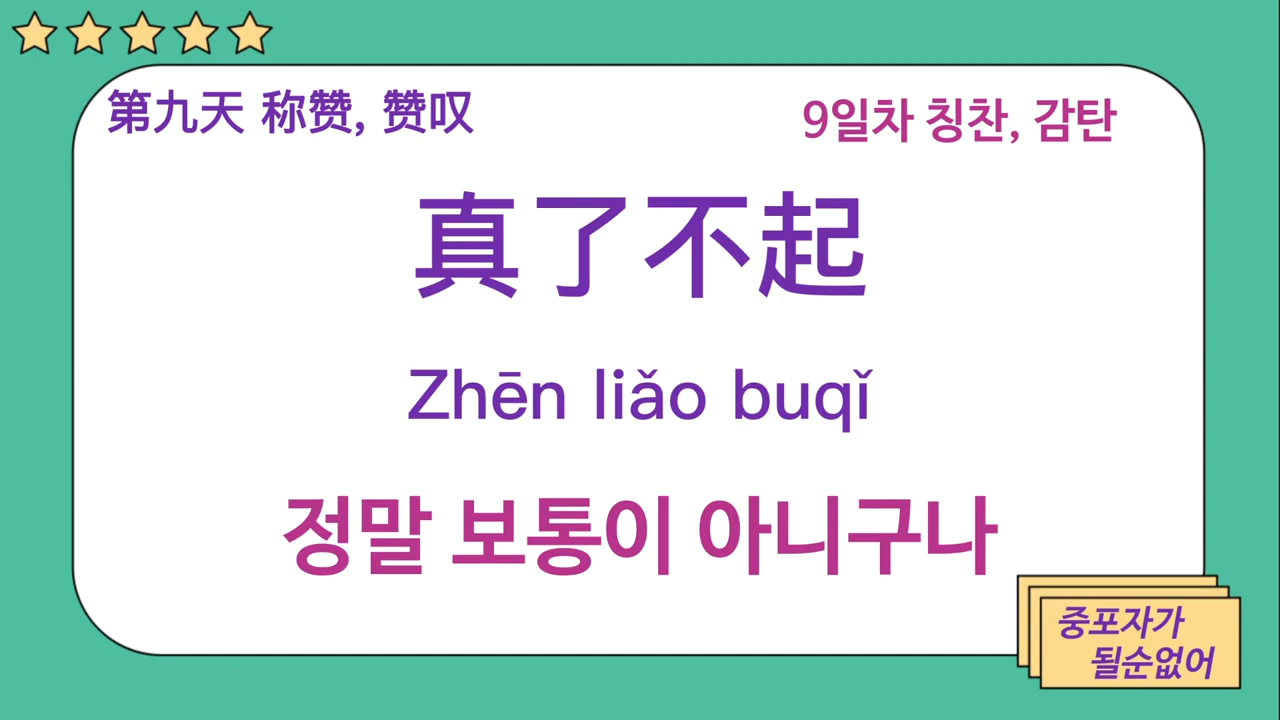 第九天 称赞, 赞叹
9일차 칭찬, 감탄
真了不起
Zhēn liǎo buqǐ
정말 보통이 아니구나
중포자가
될순없어